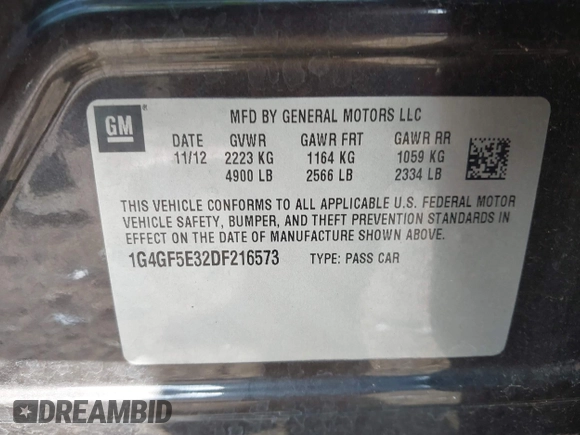 GM
MFD BY GENERAL MOTORS LLC
DATE GVWR GAWR FRT GAWR RR
11/12 2223 KG 1164 KG 1059 KG
4900 LB 2566 LB 2334 LB
THIS VEHICLE CONFORMS TO ALL APPLICABLE U.S. FEDERAL MOTOR
VEHICLE SAFETY, BUMPER, AND THEFT PREVENTION STANDARDS IN
EFFECT ON THE DATE OF MANUFACTURE SHOWN ABOVE.
1G4GF5E32DF216573 TYPE: PASS CAR
DREAMBID